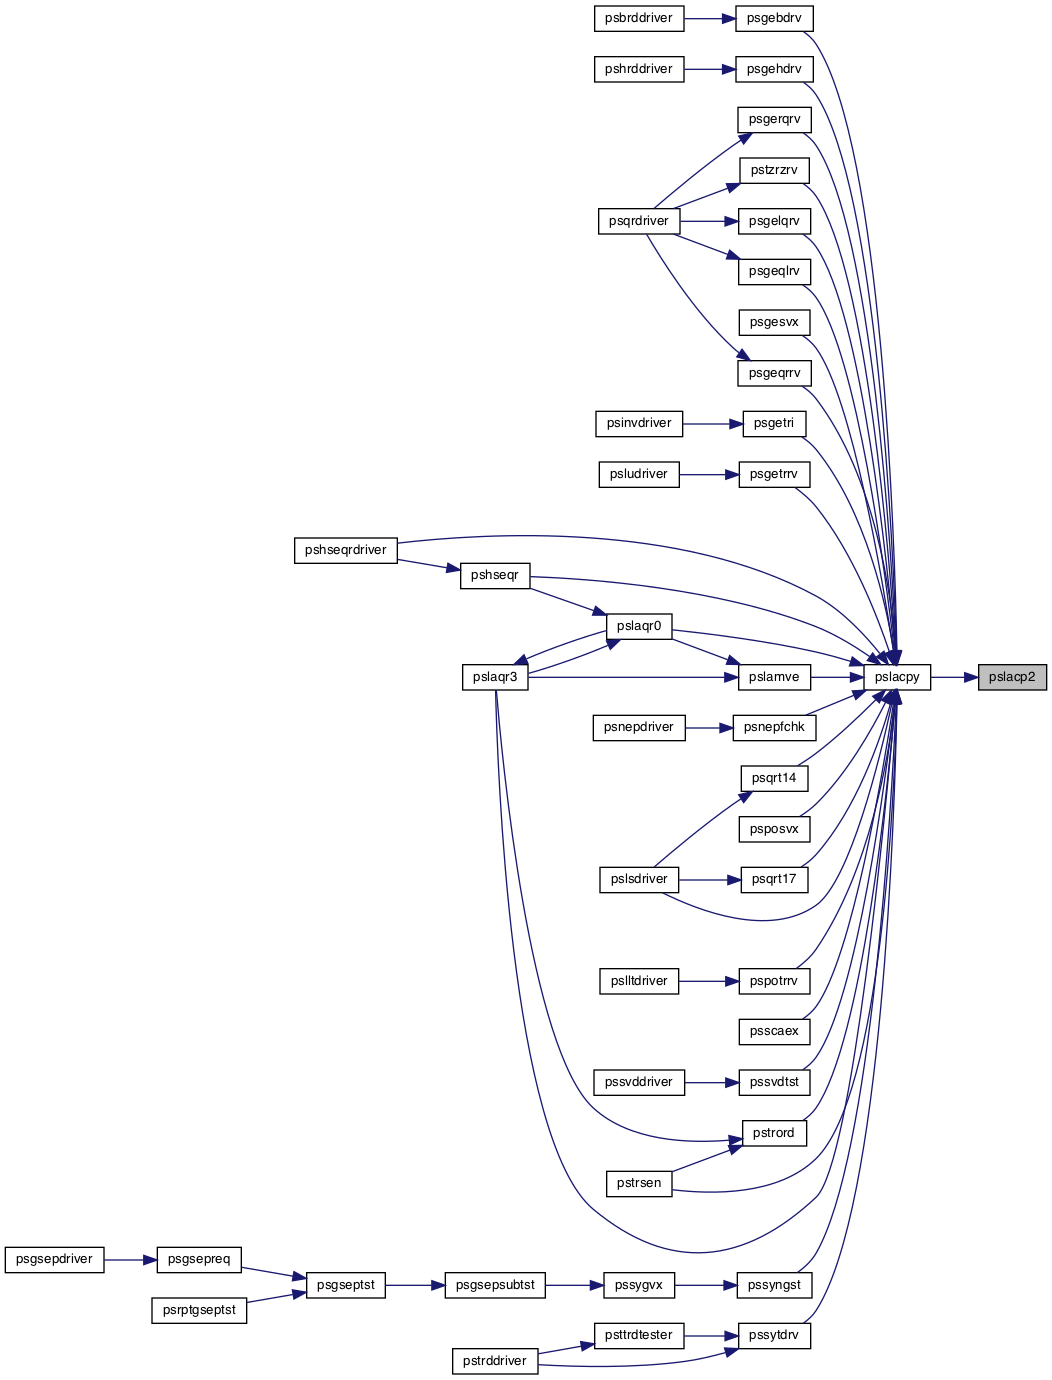 psbrddriver
psgebdrv
pshrddriver
psgehdrv
psgerqrv
pstzrzrv
psqrdriver
psgelqrv
psgeqlrv
psgesvx
psgeqrrv
psinvdriver
psgetri
psludriver
psgetrrv
pshseqrdriver
pshseqr
pslaqr0
pslaqr3
pslamve
pslacpy
pslacp2
psnepdriver
psnepfchk
psqrt14
psposvx
pslsdriver
psqrt17
pslltdriver
pspotrrv
psscaex
pssvddriver
pssvdtst
pstrord
pstrsen
psgsepdriver
psgsepreq
psgseptst
psgsepsubtst
pssygvx
pssyngst
psrptgseptst
psttrdtester
pssytdrv
pstrddriver